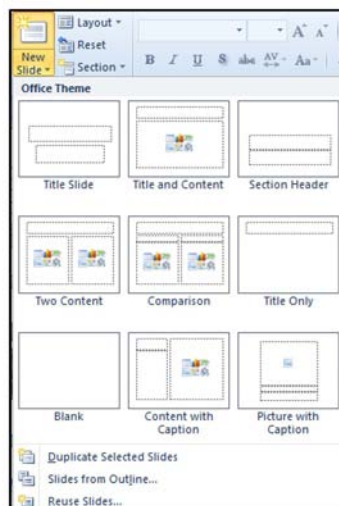 Layout
Reset
New
Slide
Section
B I U S abc AV Aa
A A
Office Theme
Title Slide
Title and Content
Section Header
Two Content
Comparison
Title Only
Blank
Content with
Caption
Picture with
Caption
Duplicate Selected Slides
Slides from Outline...
Reuse Slides...